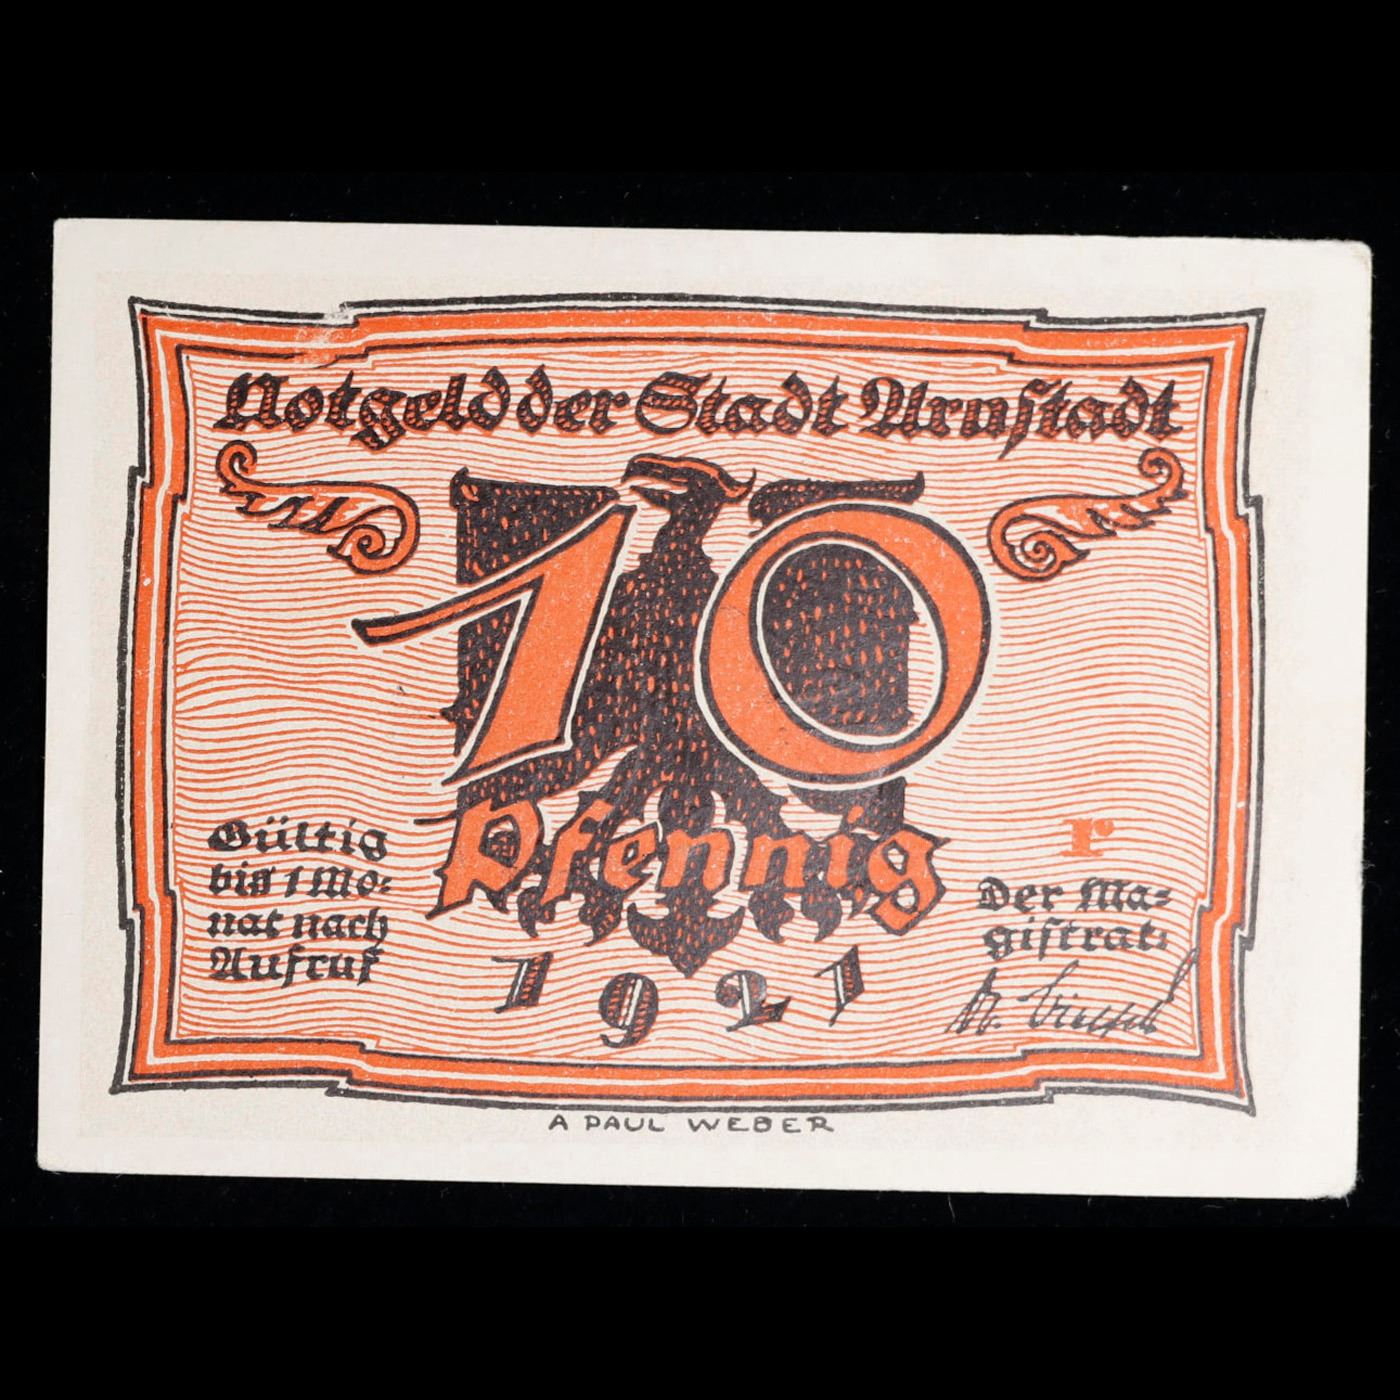 Notgeld der Stadt Arnstadt
10
Pfennig
1921
Gültig
bis 1 Mo=
nat nach
Aufruf
r
Der Ma=
gistrat:
A PAUL WEBER